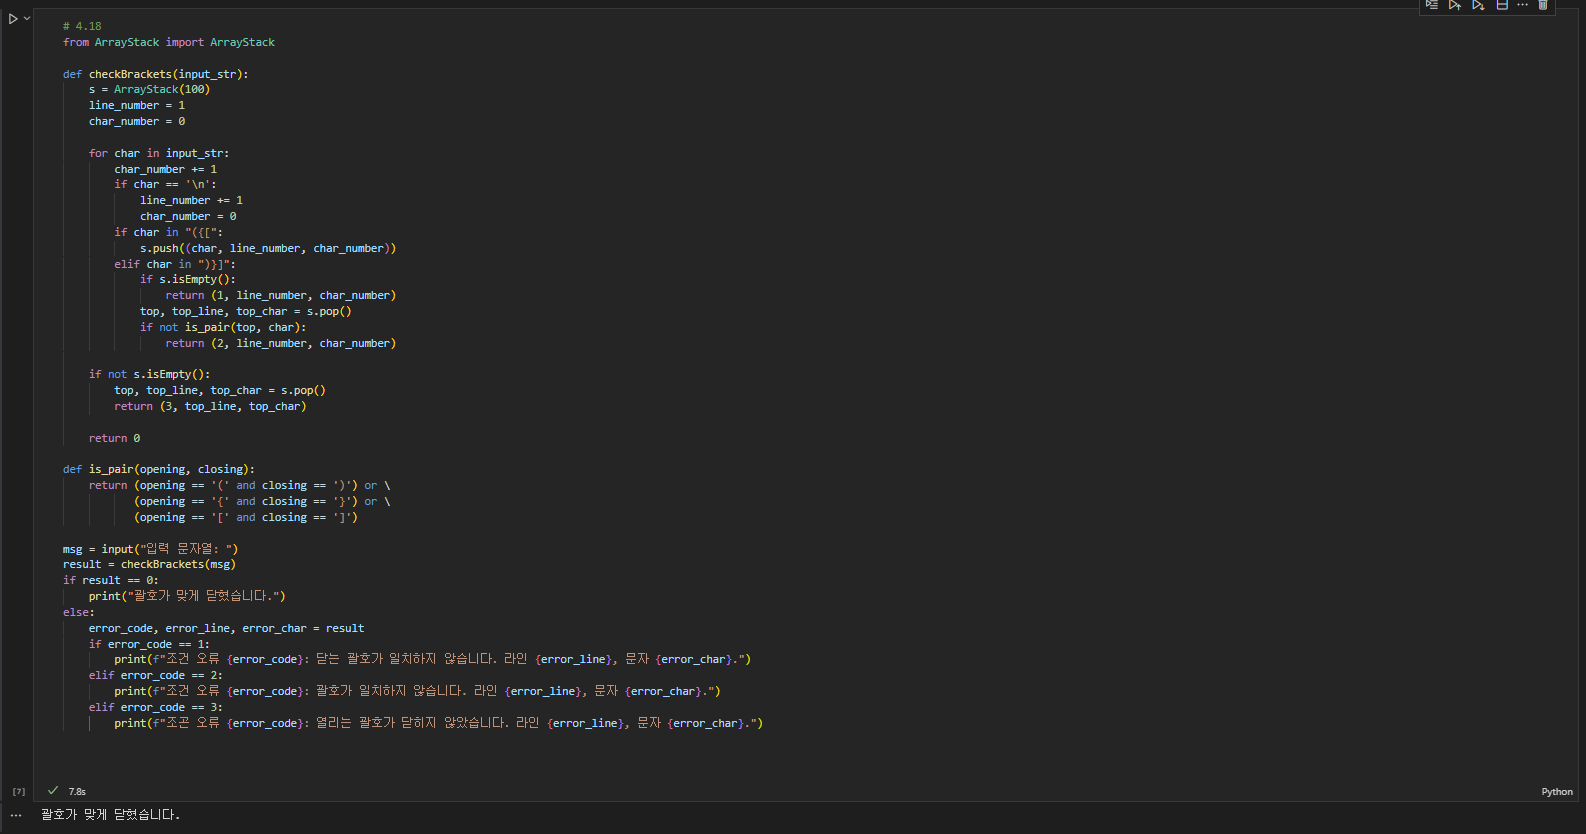 # 4.18
from ArrayStack import ArrayStack
def checkBrackets(input_str):
s = ArrayStack(100)
line_number = 1
char_number = 0
for char in input_str:
char_number += 1
if char == '\n':
line_number += 1
char_number = 0
if char in "({[":
s.push((char, line_number, char_number))
elif char in ")}]":
if s.isEmpty():
return (1, line_number, char_number)
top, top_line, top_char = s.pop()
if not is_pair(top, char):
return (2, line_number, char_number)
if not s.isEmpty():
top, top_line, top_char = s.pop()
return (3, top_line, top_char)
return 0
def is_pair(opening, closing):
return (opening == '(' and closing == ')') or \
(opening == '{' and closing == '}') or \
(opening == '[' and closing == ']')
msg = input("입력 문자열: ")
result = checkBrackets(msg)
if result == 0:
print("괄호가 맞게 닫혔습니다.")
else:
error_code, error_line, error_char = result
if error_code == 1:
print(f"조건 오류 {error_code}: 닫는 괄호가 일치하지 않습니다. 라인 {error_line}, 문자 {error_char}.")
elif error_code == 2:
print(f"조건 오류 {error_code}: 괄호가 일치하지 않습니다. 라인 {error_line}, 문자 {error_char}.")
elif error_code == 3:
print(f"조곤 오류 {error_code}: 열리는 괄호가 닫히지 않았습니다. 라인 {error_line}, 문자 {error_char}.")
[7] 7.8s Python
괄호가 맞게 닫혔습니다.